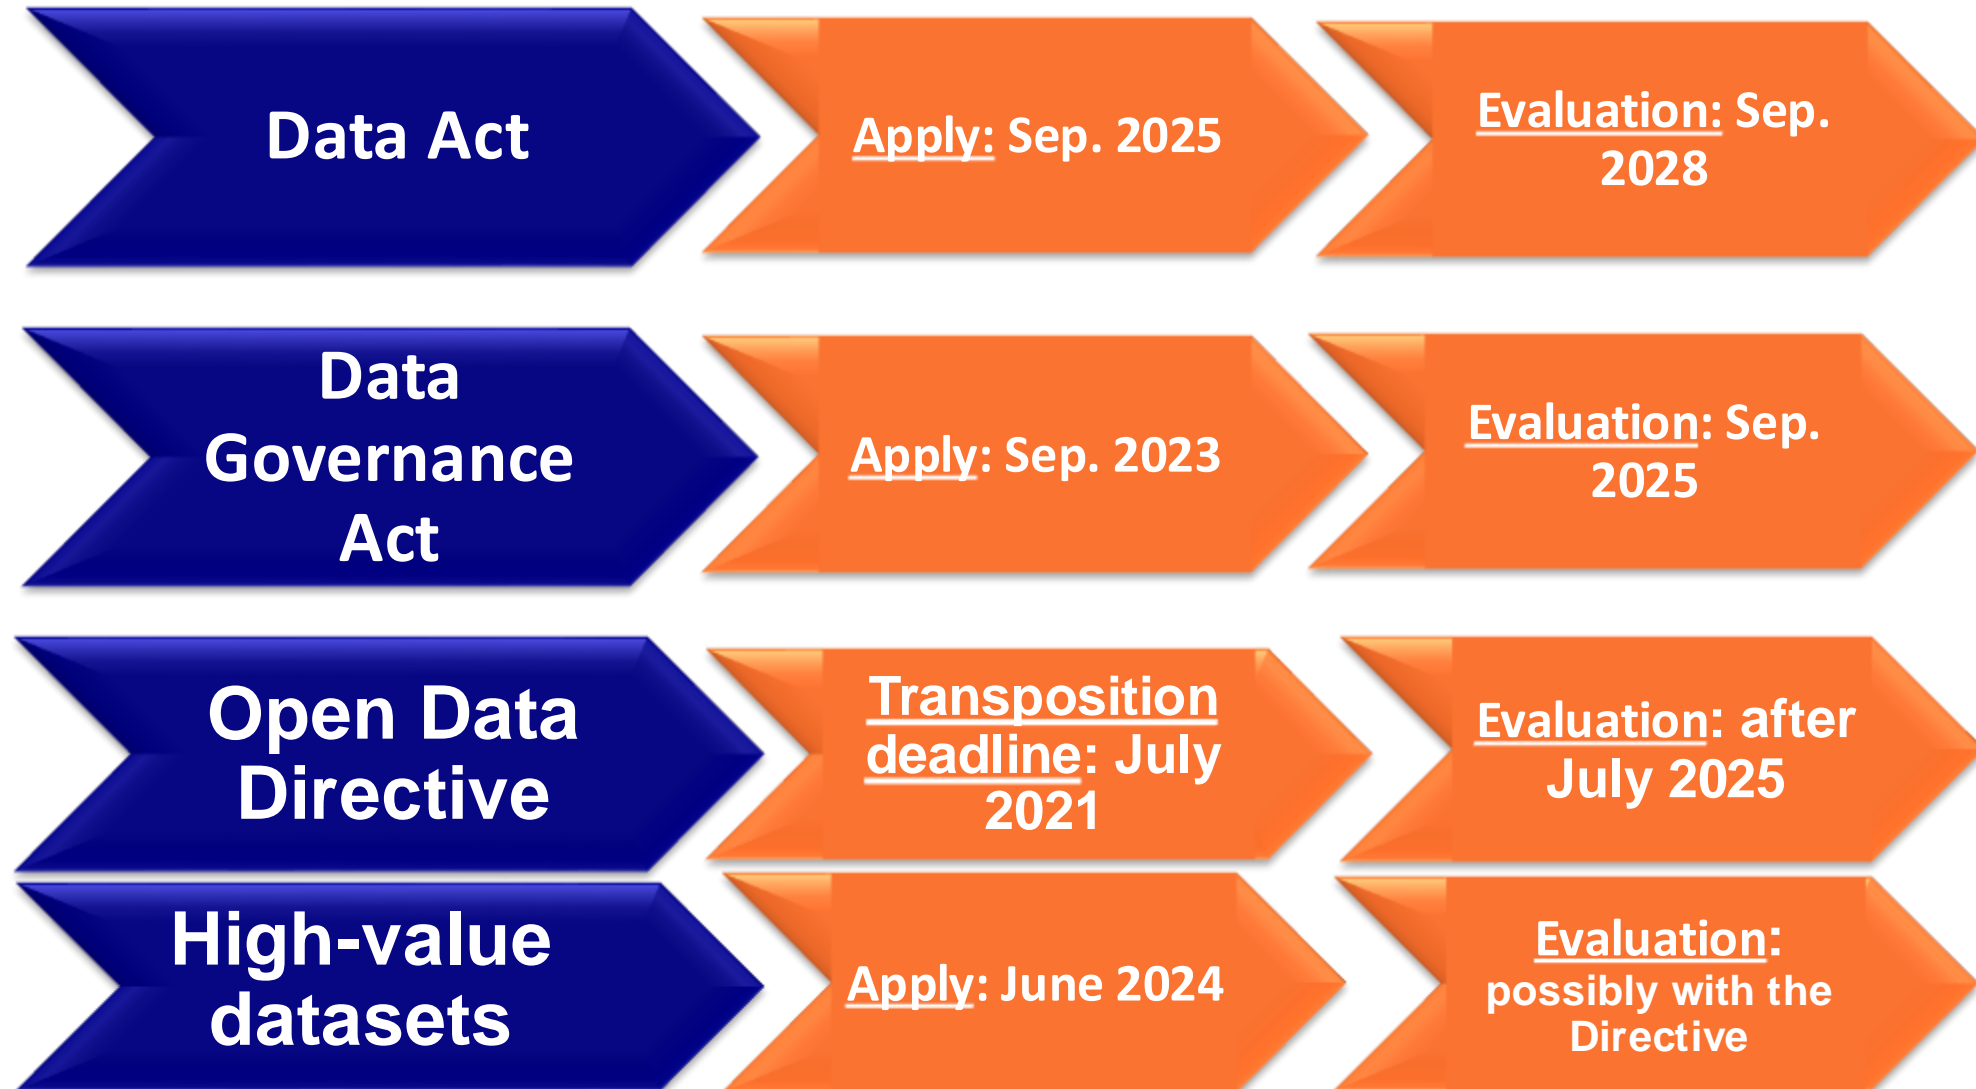 Data Act
Apply: Sep. 2025
Evaluation: Sep.
2028
Data
Governance
Act
Apply: Sep. 2023
Evaluation: Sep.
2025
Open Data
Directive
Transposition
deadline: July
2021
Evaluation: after
July 2025
High-value
datasets
Apply: June 2024
Evaluation:
possibly with the
Directive